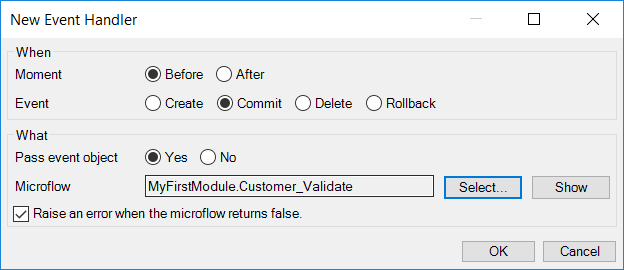 New Event Handler
When
Moment Before After
Event Create Commit Delete Rollback
What
Pass event object Yes No
Microflow MyFirstModule.Customer_Validate Select... Show
Raise an error when the microflow returns false.
OK Cancel